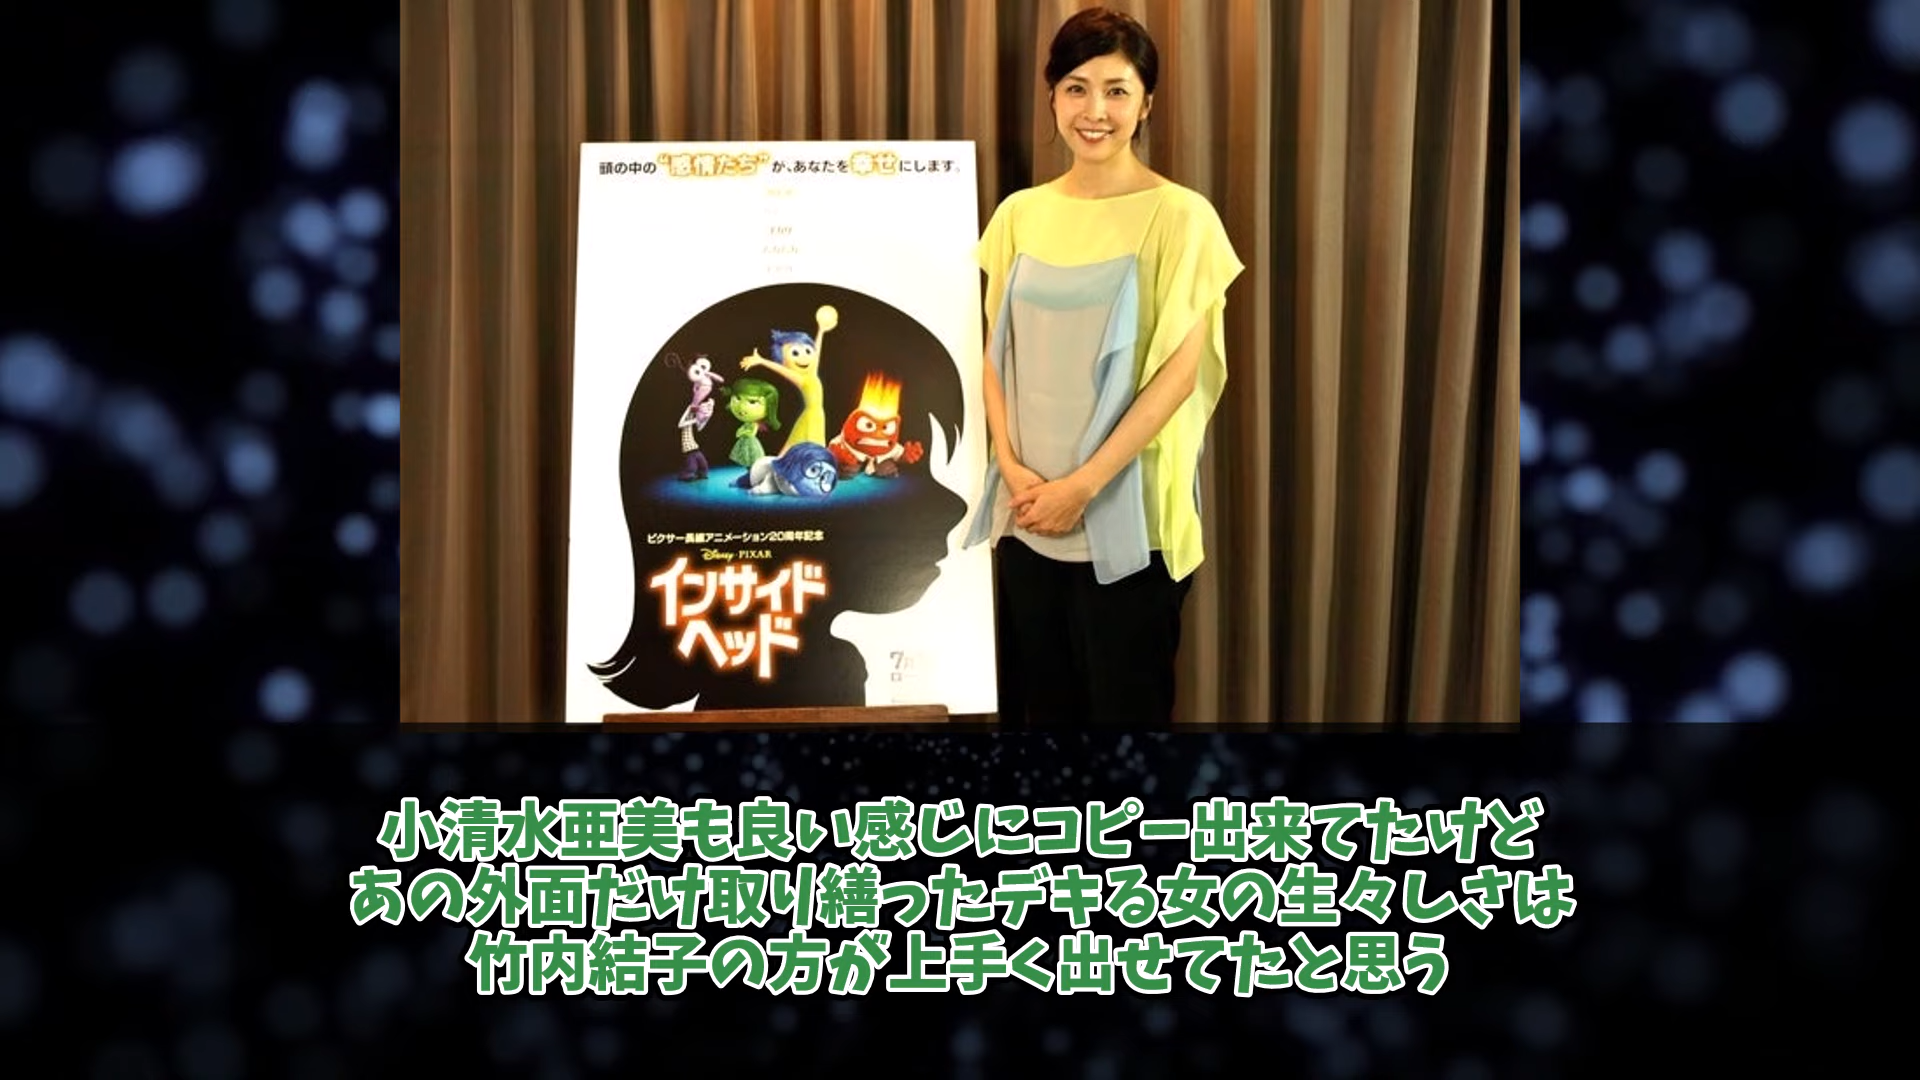 頭の中の“感情たち”が、あなたを幸せにします。
ピクサー長編アニメーション20周年記念
Disney・PIXAR
インサイド
ヘッド
7月
小清水亜美も良い感じにコピー出来てたけど
あの外面だけ取り繕ったデキる女の生々しさは
竹内結子の方が上手く出せてたと思う